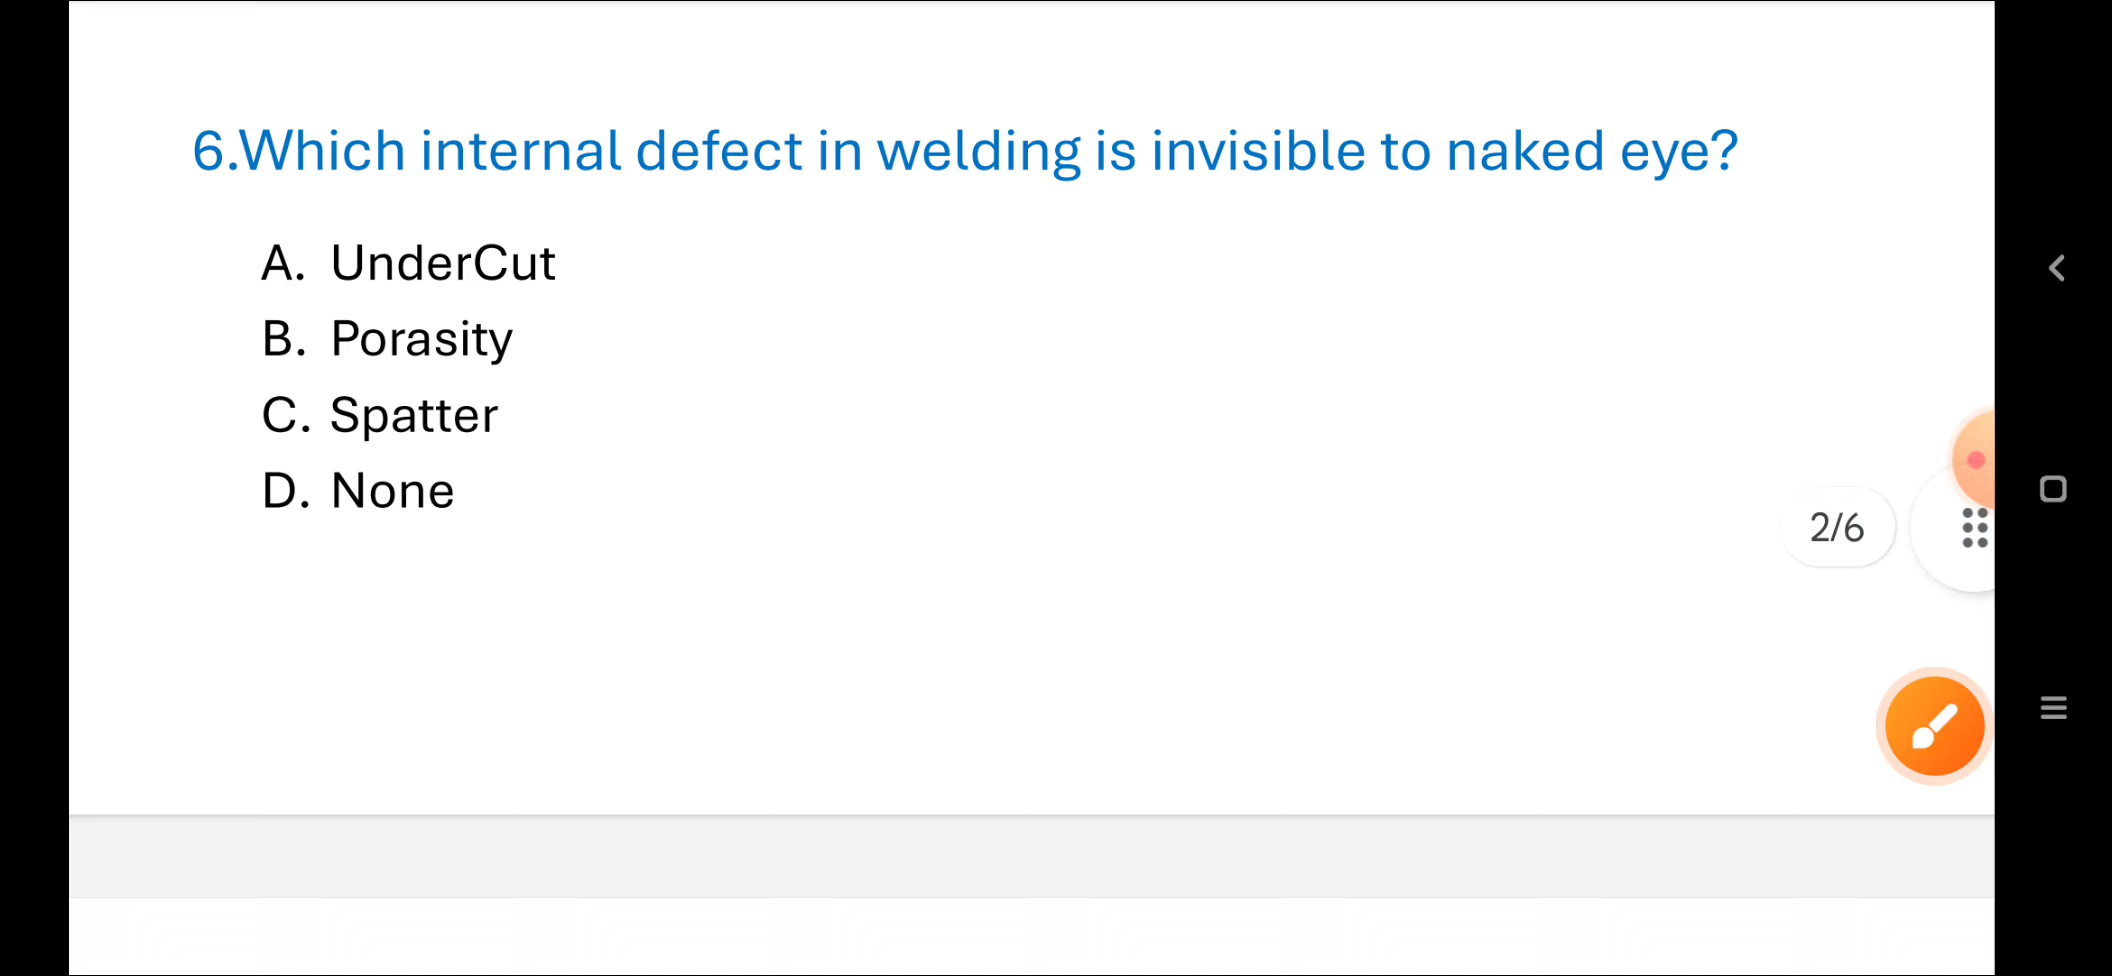 6.Which internal defect in welding is invisible to naked eye?
A. UnderCut
B. Porasity
C. Spatter
D. None
2/6